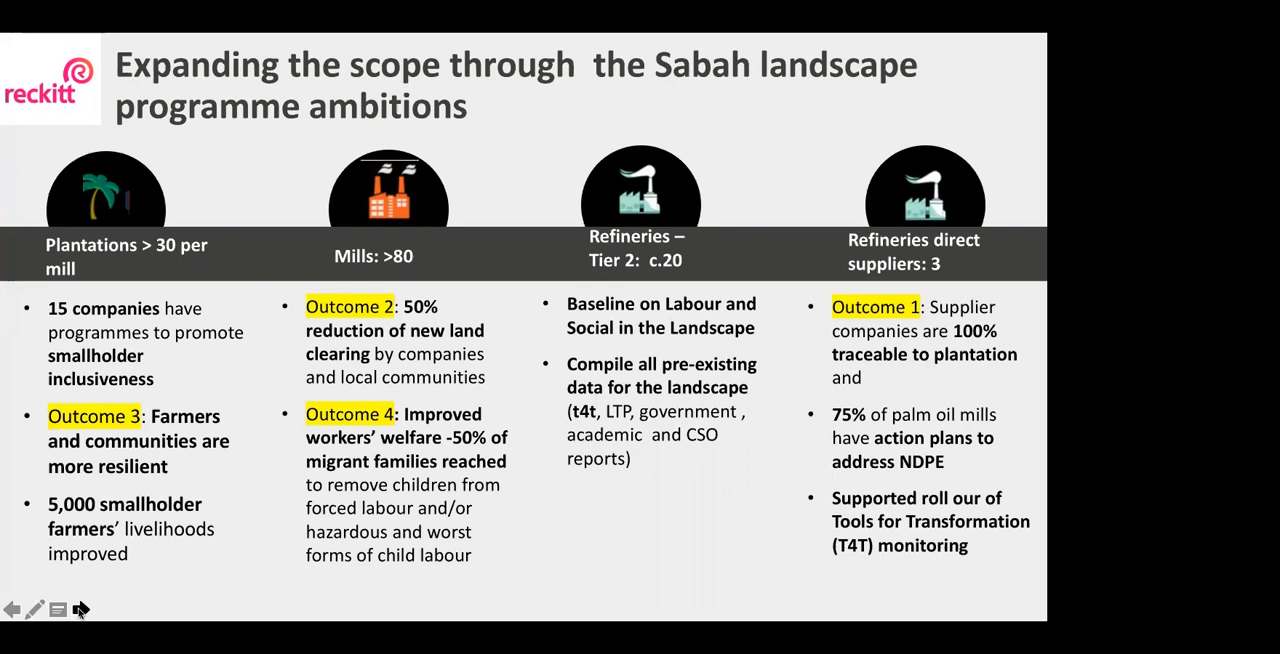 reckitt
Expanding the scope through  the Sabah landscape
programme ambitions
Plantations > 30 per
mill
• 15 companies have
programmes to promote
smallholder
inclusiveness
• Outcome 3: Farmers
and communities are
more resilient
• 5,000 smallholder
farmers’ livelihoods
improved
Mills: >80
• Outcome 2: 50%
reduction of new land
clearing by companies
and local communities
• Outcome 4: Improved
workers’ welfare -50% of
migrant families reached
to remove children from
forced labour and/or
hazardous and worst
forms of child labour
Refineries –
Tier 2:  c.20
• Baseline on Labour and
Social in the Landscape
• Compile all pre-existing
data for the landscape
(t4t, LTP, government ,
academic  and CSO
reports)
Refineries direct
suppliers: 3
• Outcome 1: Supplier
companies are 100%
traceable to plantation
and
• 75% of palm oil mills
have action plans to
address NDPE
• Supported roll our of
Tools for Transformation
(T4T) monitoring